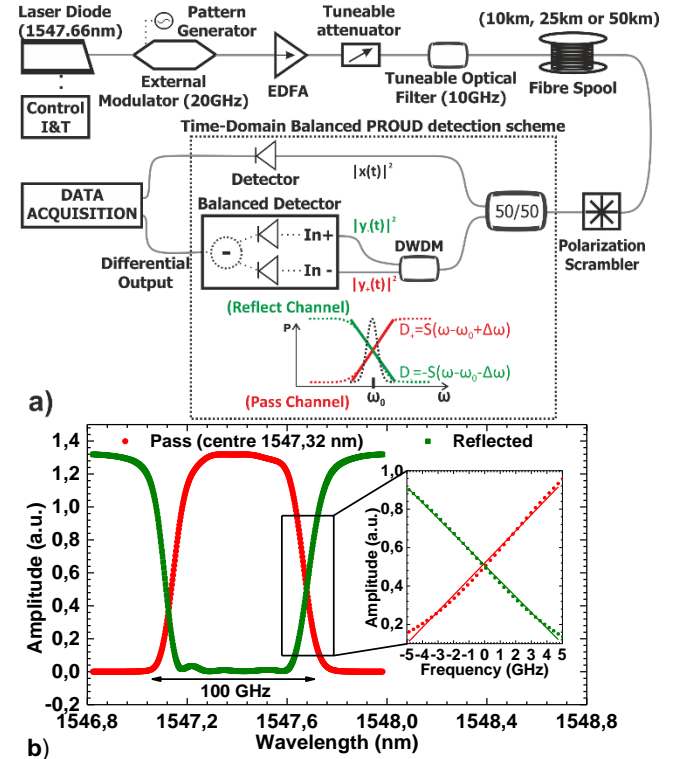 Laser Diode
(1547.66nm)
Pattern
Generator
Tuneable
attenuator
(10km, 25km or 50km)
External
Modulator (20GHz)
EDFA
Tuneable Optical
Filter (10GHz)
Fibre Spool
Control
I&T
Time-Domain Balanced PROUD detection scheme
Detector
|x(t)|²
DATA
ACQUISITION
Balanced Detector
50/50
Polarization
Scrambler
|y-(t)|²
In+
DWDM
-
In -
|y+(t)|²
Differential
Output
(Reflect Channel)
P
D+=S(ω-ω0+Δω)
D-=-S(ω-ω0-Δω)
(Pass Channel)
ω0
ω
a)
Pass (centre 1547,32 nm)
Reflected
1,4
1,2
1,0
0,8
0,6
0,4
0,2
0,0
-0,2
Amplitude (a.u.)
100 GHz
1546,8
1547,2
1547,6
1548,0
1548,4
1548,8
Wavelength (nm)
1,0
0,8
0,6
0,4
0,2
Amplitude (a.u.)
-5 -4 -3 -2 -1 0 1 2 3 4 5
Frequency (GHz)
b)